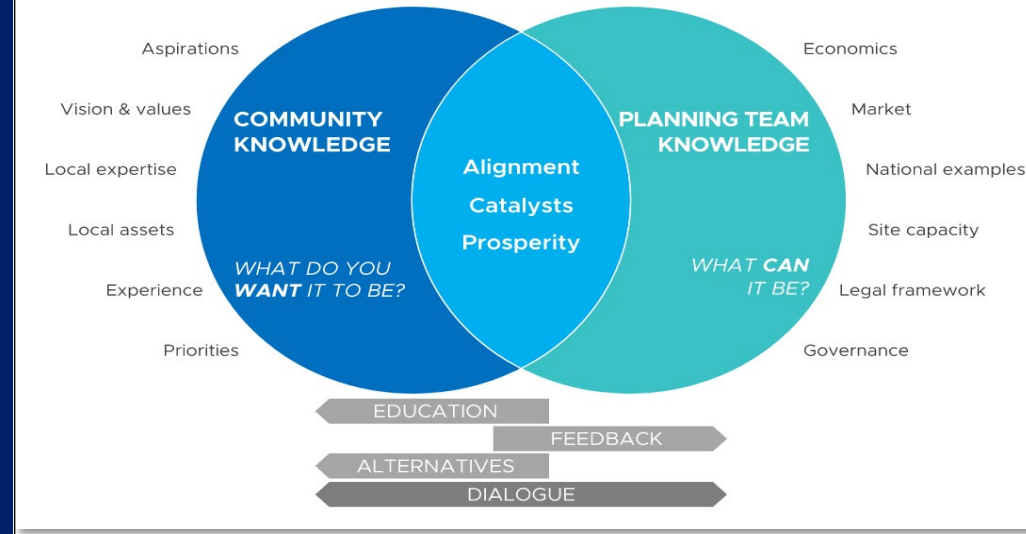 Aspirations
Vision & values
Local expertise
Local assets
Experience
Priorities
COMMUNITY
KNOWLEDGE
WHAT DO YOU
WANT IT TO BE?
Alignment
Catalysts
Prosperity
PLANNING TEAM
KNOWLEDGE
WHAT CAN
IT BE?
Economics
Market
National examples
Site capacity
Legal framework
Governance
EDUCATION
FEEDBACK
ALTERNATIVES
DIALOGUE